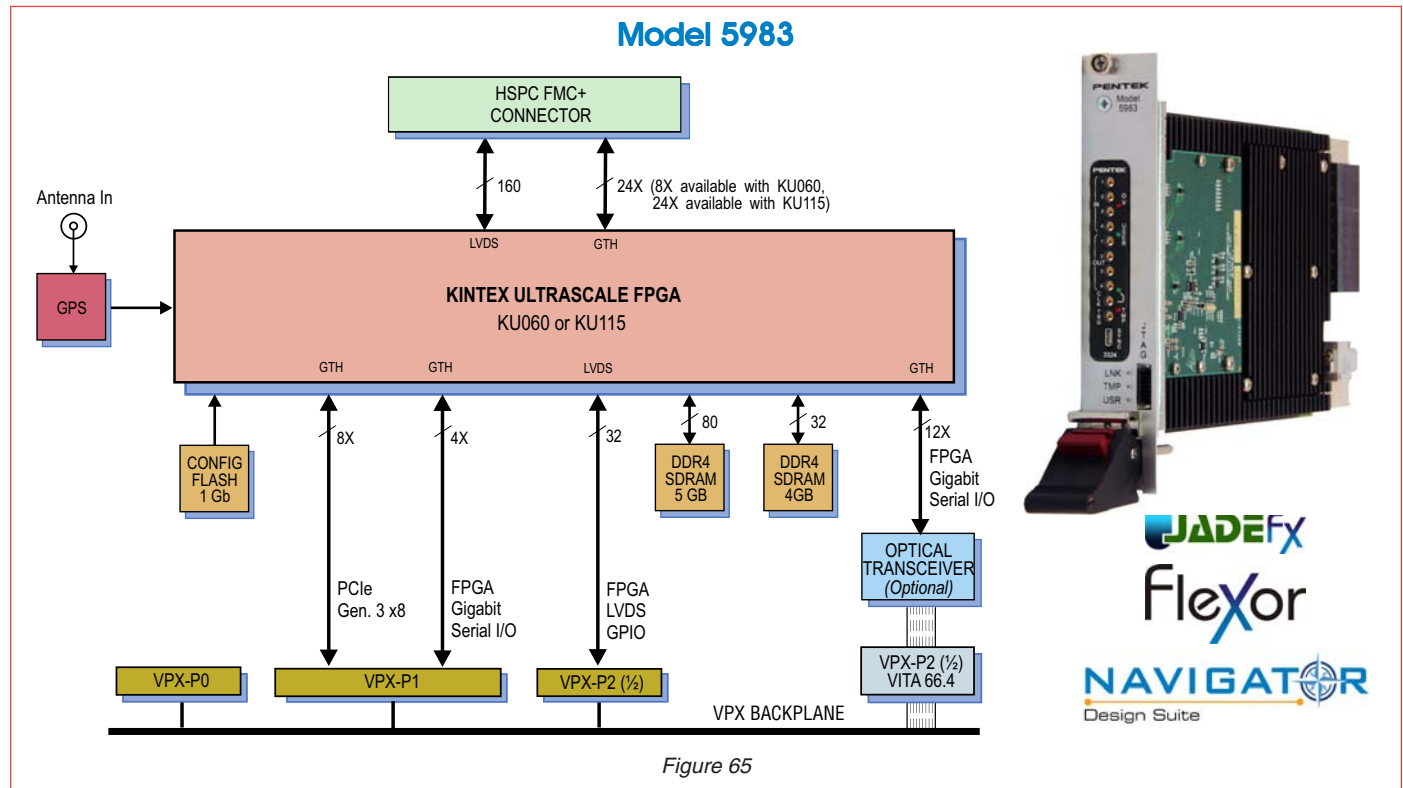 Model 5983
HSPC FMC+
CONNECTOR
160
24X (8X available with KU060,
24X available with KU115)
Antenna In
GPS
LVDS
GTH
KINTEX ULTRASCALE FPGA
KU060 or KU115
GTH
GTH
LVDS
GTH
CONFIG
FLASH
1 Gb
8X
4X
32
80
DDR4
SDRAM
5 GB
32
DDR4
SDRAM
4GB
12X
FPGA
Gigabit
Serial I/O
OPTICAL
TRANSCEIVER
(Optional)
PCIe
Gen. 3 x8
FPGA
Gigabit
Serial I/O
FPGA
LVDS
GPIO
VPX-P0
VPX-P1
VPX-P2 (½)
VPX-P2 (½)
VITA 66.4
VPX BACKPLANE
PENTEK
Model
5983
PENTEK
IN
OUT
3324
JTAG
LNK
TMP
USR
JADEFX
Flexor
NAVIGATOR
Design Suite
Figure 65